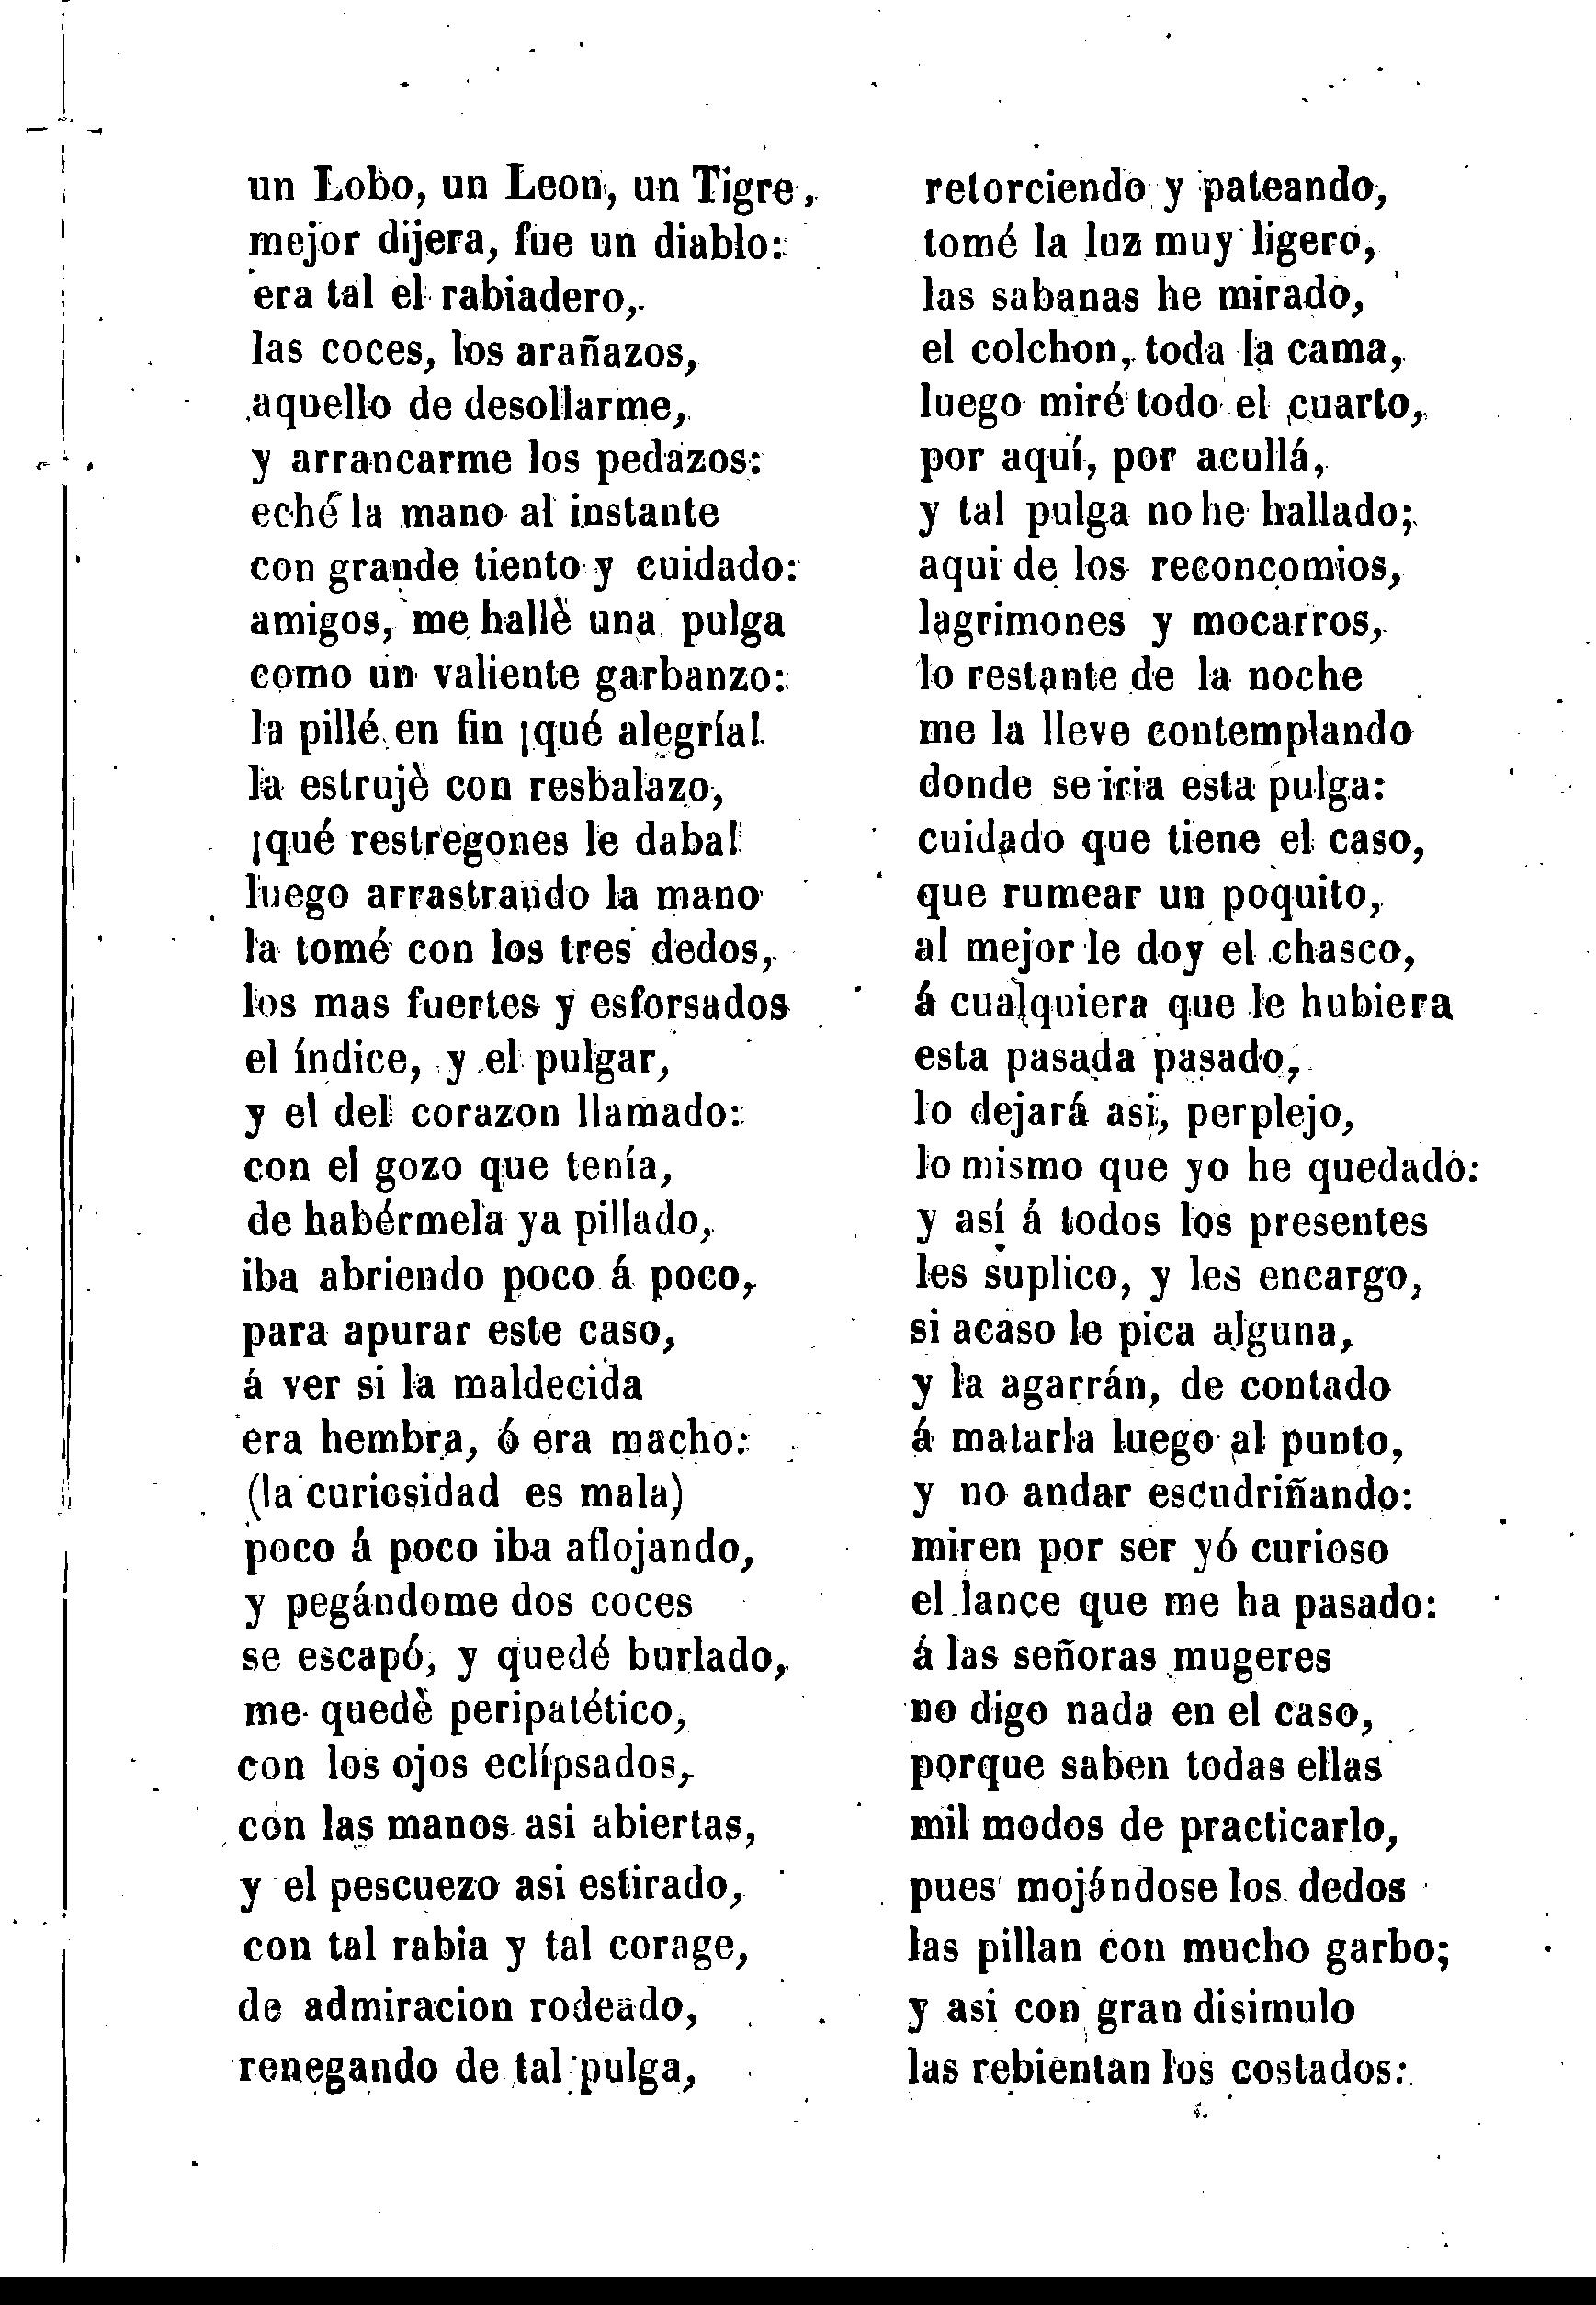 un Lobo, un Leon, un Tigre,
mejor dijera, fue un diablo:
era tal el rabiadero,
las coces, los arañazos,
aquello de desollarme,
y arrancarme los pedazos:
eché la mano al instante
con grande tiento y cuidado:
amigos, me hallè una pulga
como un valiente garbanzo:
la pillé en fin ¡qué alegría!
la estrujè con resbalazo,
¡qué restregones le daba!
luego arrastrando la mano
la tomé con los tres dedos,
los mas fuertes y esforsados
el índice, y el pulgar,
y el del corazon llamado:
con el gozo que tenía,
de habérmela ya pillado,
iba abriendo poco á poco,
para apurar este caso,
á ver si la maldecida
era hembra, ó era macho:
(la curiosidad es mala)
poco á poco iba aflojando,
y pegándome dos coces
se escapó, y quedé burlado,
me quedè peripatético,
con los ojos eclípsados,
con las manos asi abiertas,
y el pescuezo asi estirado,
con tal rabia y tal corage,
de admiracion rodeado,
renegando de tal pulga,
retorciendo y pateando,
tomé la luz muy ligero,
las sabanas he mirado,
el colchon, toda la cama,
luego miré todo el cuarto,
por aquí, por acullá,
y tal pulga no he hallado;
aqui de los reconcomios,
lagrimones y mocarros,
lo restante de la noche
me la lleve contemplando
donde se iria esta pulga:
cuidado que tiene el caso,
que rumear un poquito,
al mejor le doy el chasco,
á cualquiera que le hubiera
esta pasada pasado,
lo dejará asi, perplejo,
lo mismo que yo he quedado:
y así á todos los presentes
les suplico, y les encargo,
si acaso le pica alguna,
y la agarrán, de contado
á matarla luego al punto,
y no andar escudriñando:
miren por ser yó curioso
el lance que me ha pasado:
á las señoras mugeres
no digo nada en el caso,
porque saben todas ellas
mil modos de practicarlo,
pues mojándose los dedos
las pillan con mucho garbo;
y asi con gran disimulo
las rebientan los costados: